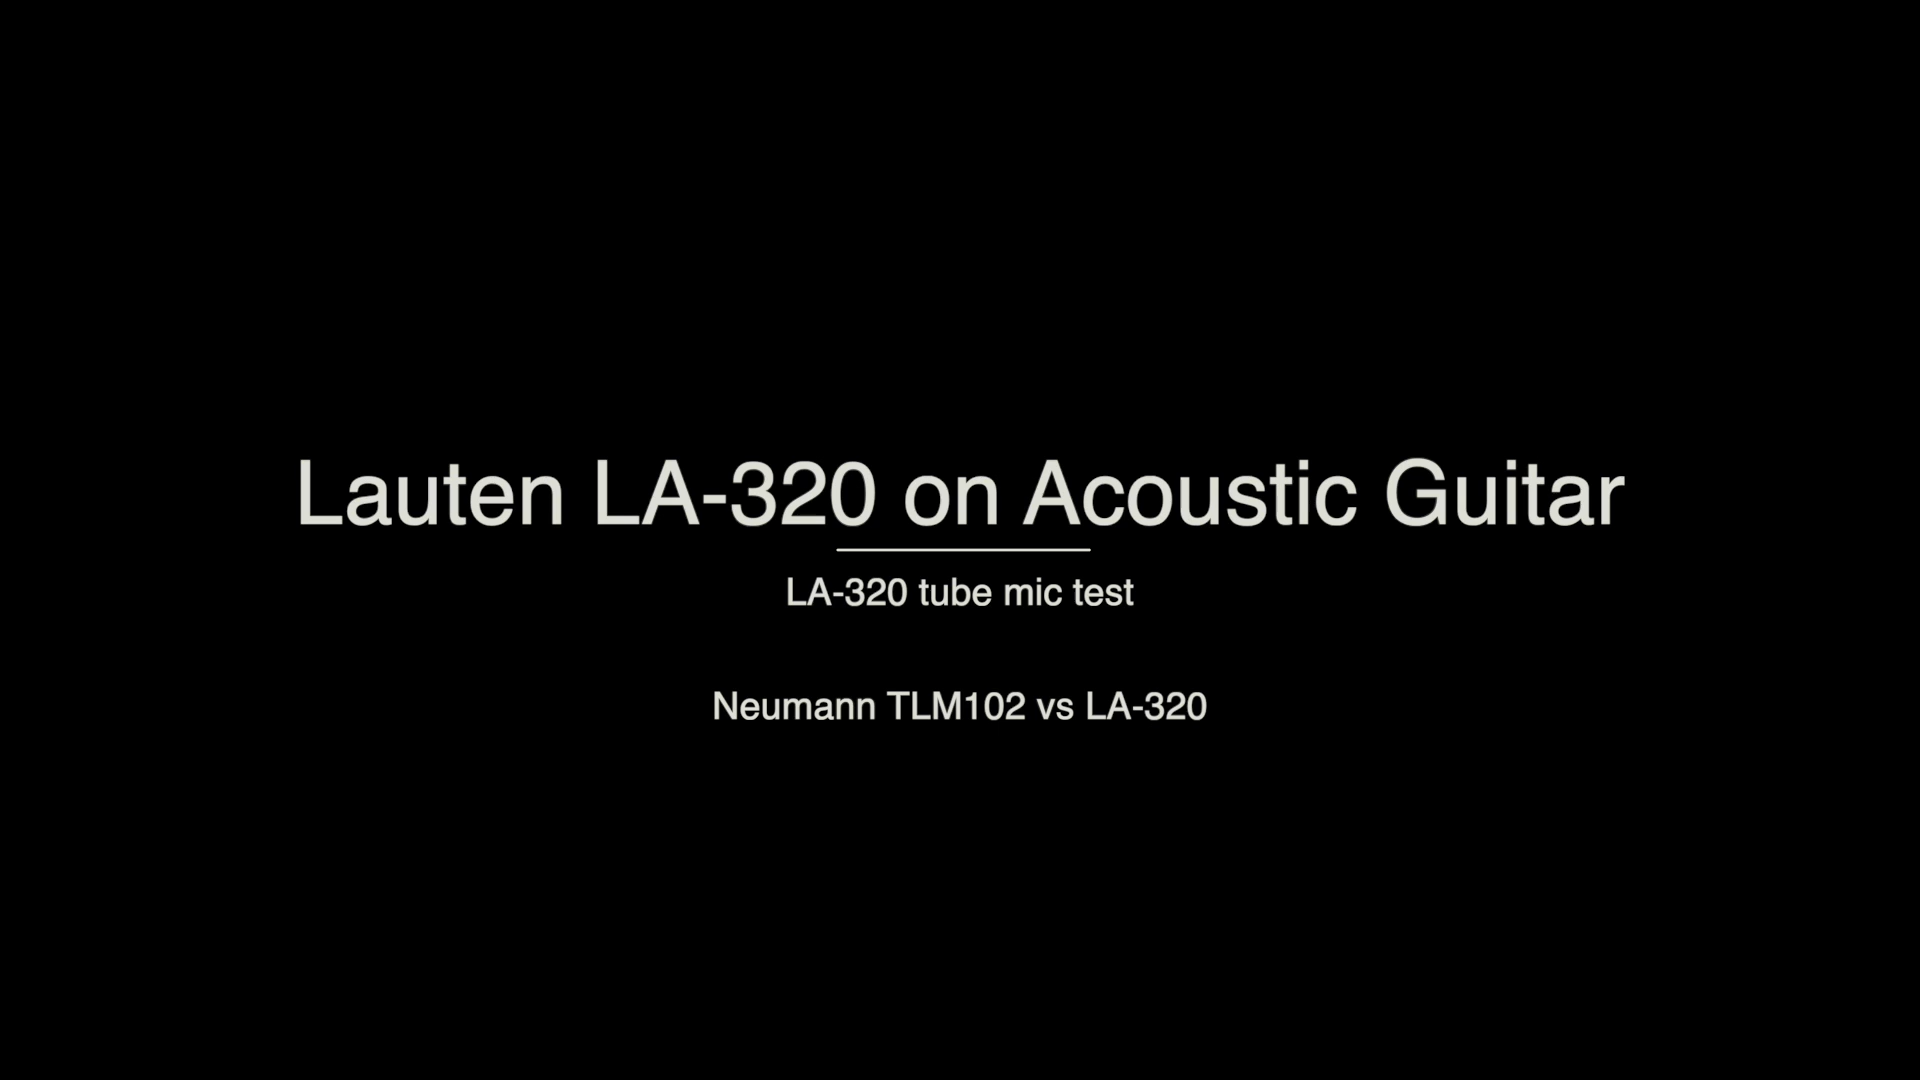 Lauten LA-320 on Acoustic Guitar
LA-320 tube mic test
Neumann TLM102 vs LA-320